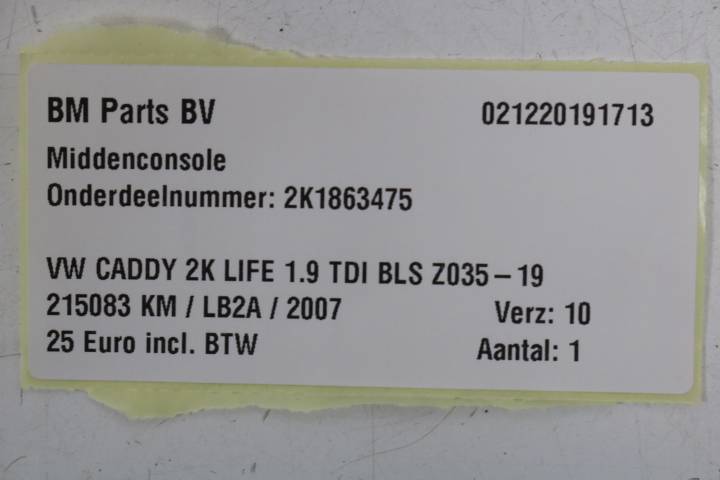 BM Parts BV 021220191713
Middenconsole
Onderdeelnummer: 2K1863475
VW CADDY 2K LIFE 1.9 TDI BLS Z035-19
215083 KM / LB2A / 2007 Verz: 10
25 Euro incl. BTW Aantal: 1